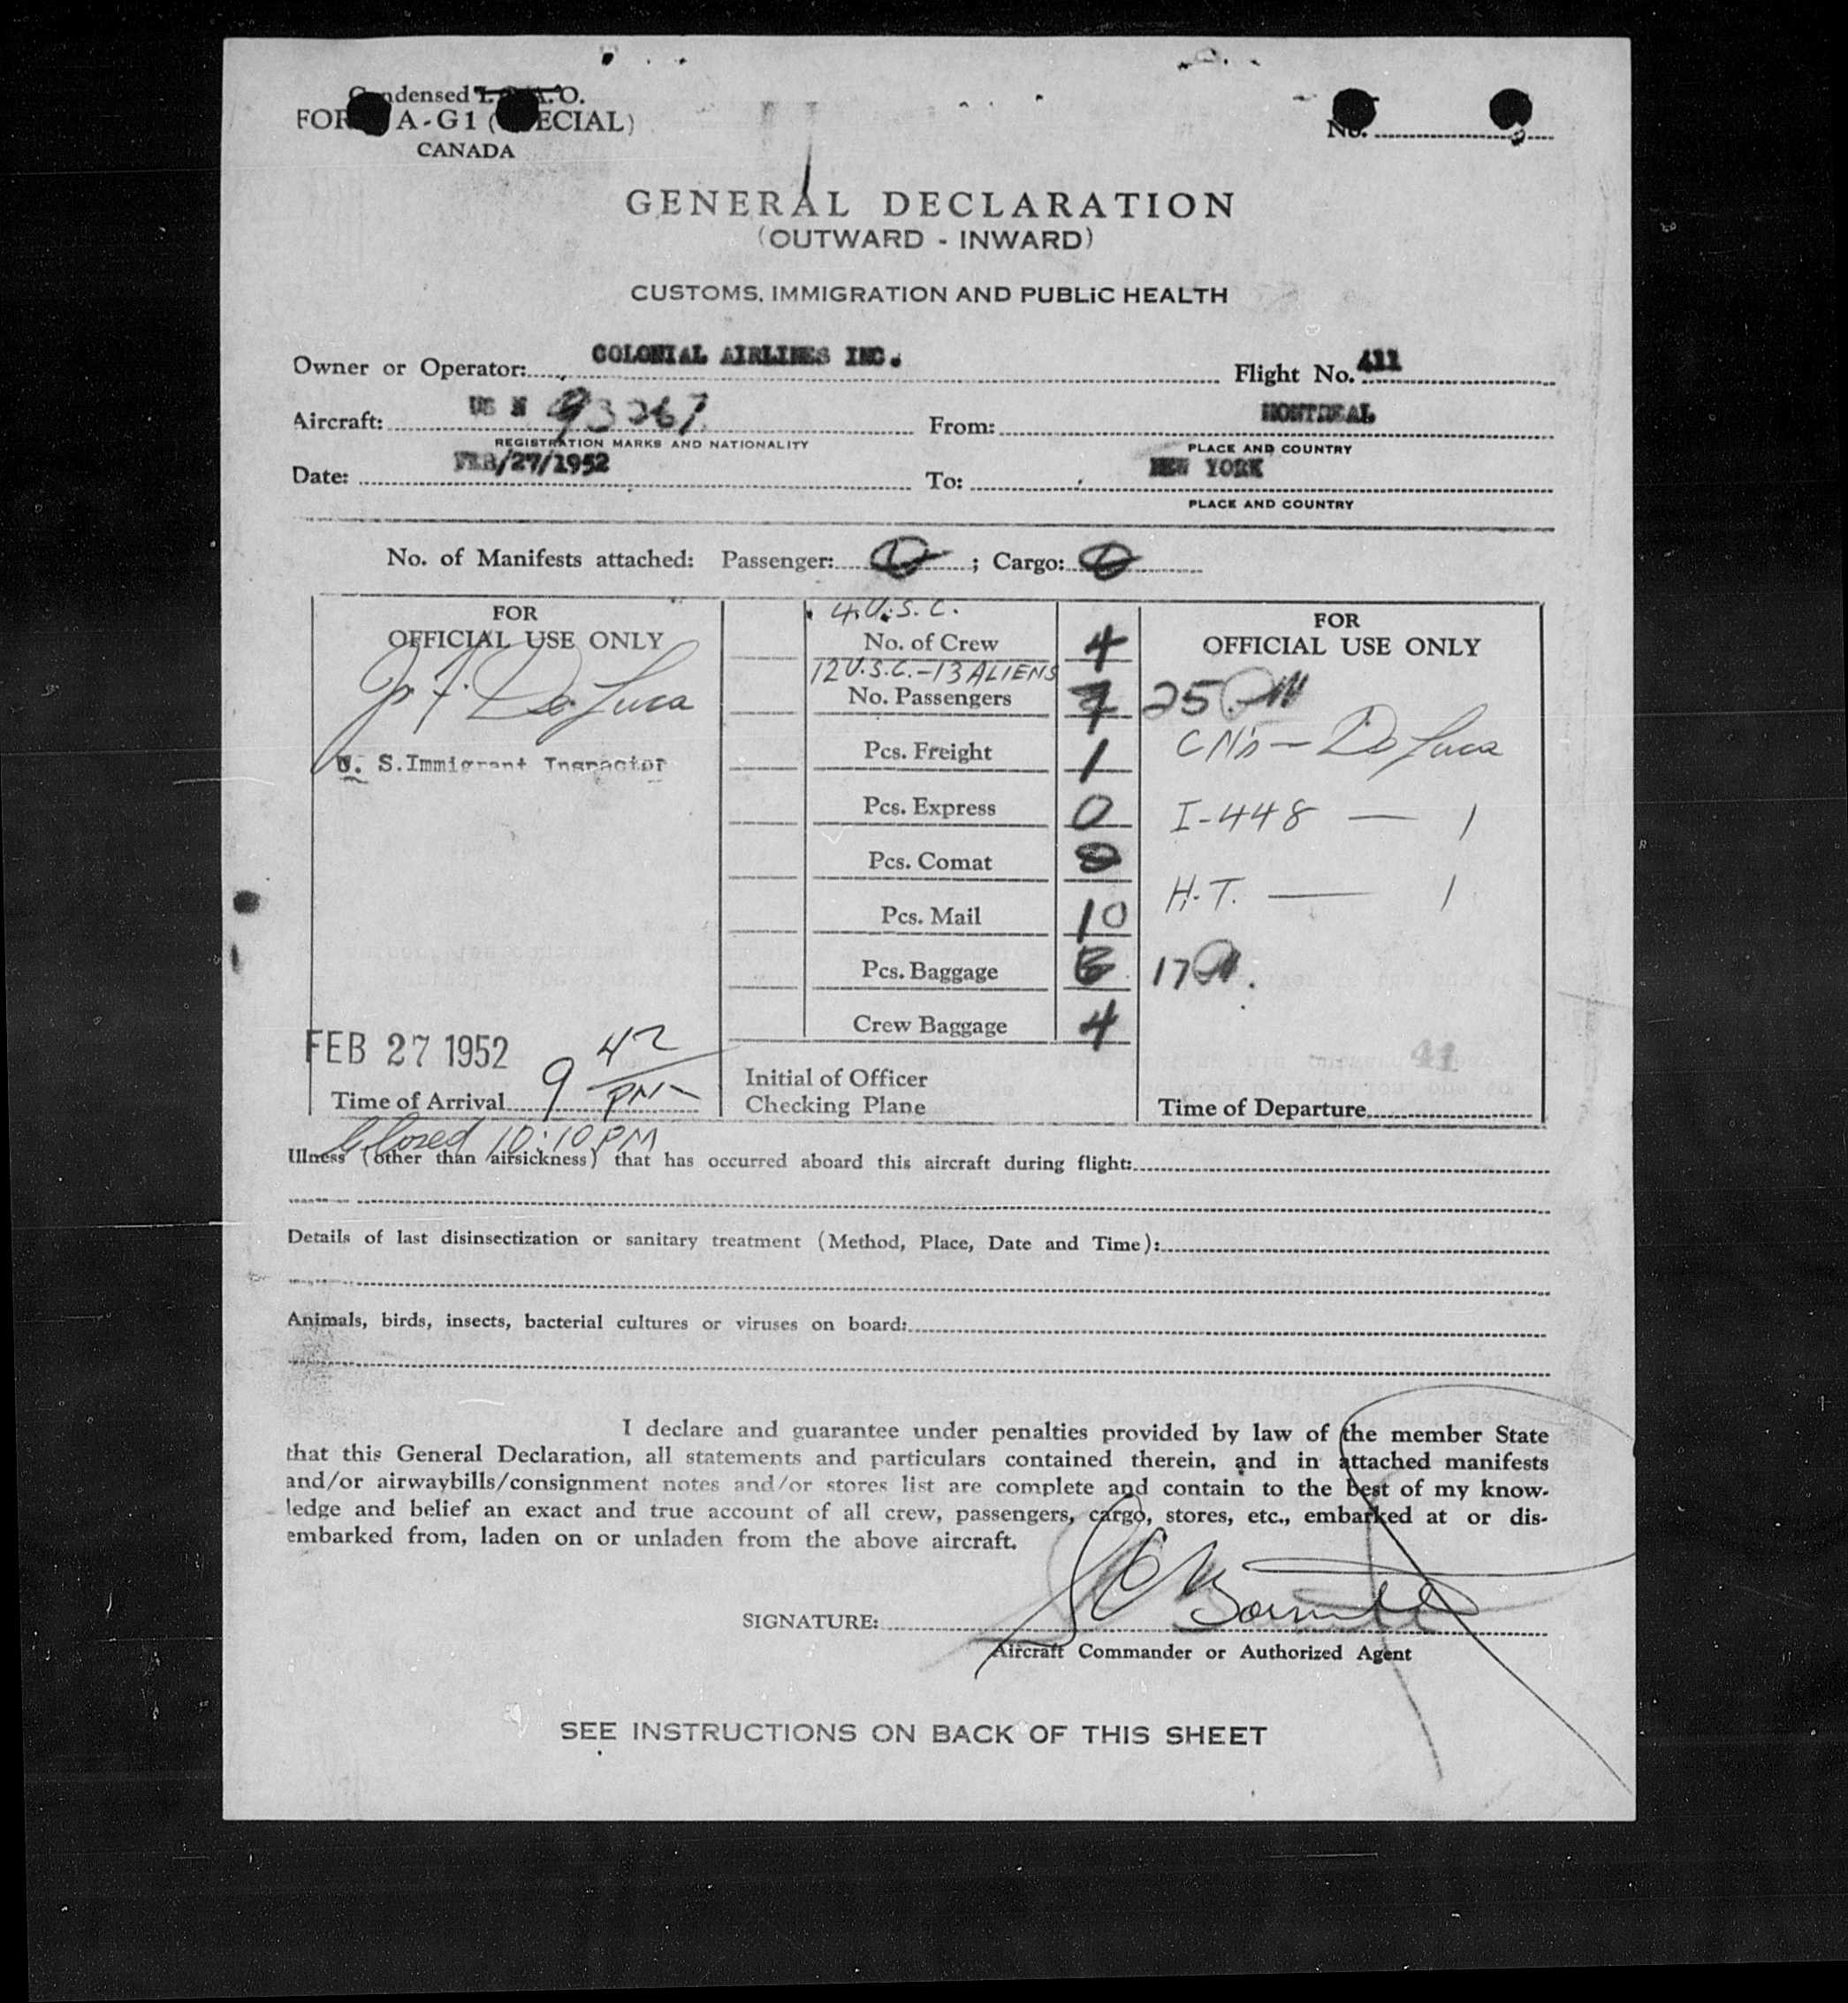 Condensed I.C.A.O.
FORM A-G1 (SPECIAL)
CANADA
No.
GENERAL DECLARATION
(OUTWARD - INWARD)
CUSTOMS, IMMIGRATION AND PUBLIC HEALTH
Owner or Operator: COLONIAL AIRLINES INC. Flight No. 411
Aircraft: US N 93067 From: MONTREAL
REGISTRATION MARKS AND NATIONALITY PLACE AND COUNTRY
Date: FEB/27/1952 To: NEW YORK
PLACE AND COUNTRY
No. of Manifests attached: Passenger: 0 ; Cargo: 0
FOR
OFFICIAL USE ONLY
J. F. De Luca
U. S. Immigrant Inspector
FEB 27 1952
9 42 PM
Time of Arrival
4.U.S.C.
No. of Crew 4
12 U.S.C.-13 ALIENS
No. Passengers 7
Pcs. Freight 1
Pcs. Express 0
Pcs. Comat
Pcs. Mail 10
Pcs. Baggage
Crew Baggage 4
Initial of Officer
Checking Plane
FOR
OFFICIAL USE ONLY
25
De Luca
I-448 — 1
H.T. — 1
17
41
Time of Departure
Closed 10:10 PM
Illness (other than airsickness) that has occurred aboard this aircraft during flight:
Details of last disinsectization or sanitary treatment (Method, Place, Date and Time):
Animals, birds, insects, bacterial cultures or viruses on board:
I declare and guarantee under penalties provided by law of the member State
that this General Declaration, all statements and particulars contained therein, and in attached manifests
and/or airwaybills/consignment notes and/or stores list are complete and contain to the best of my know-
ledge and belief an exact and true account of all crew, passengers, cargo, stores, etc., embarked at or dis-
embarked from, laden on or unladen from the above aircraft.
SIGNATURE:
Aircraft Commander or Authorized Agent
SEE INSTRUCTIONS ON BACK OF THIS SHEET